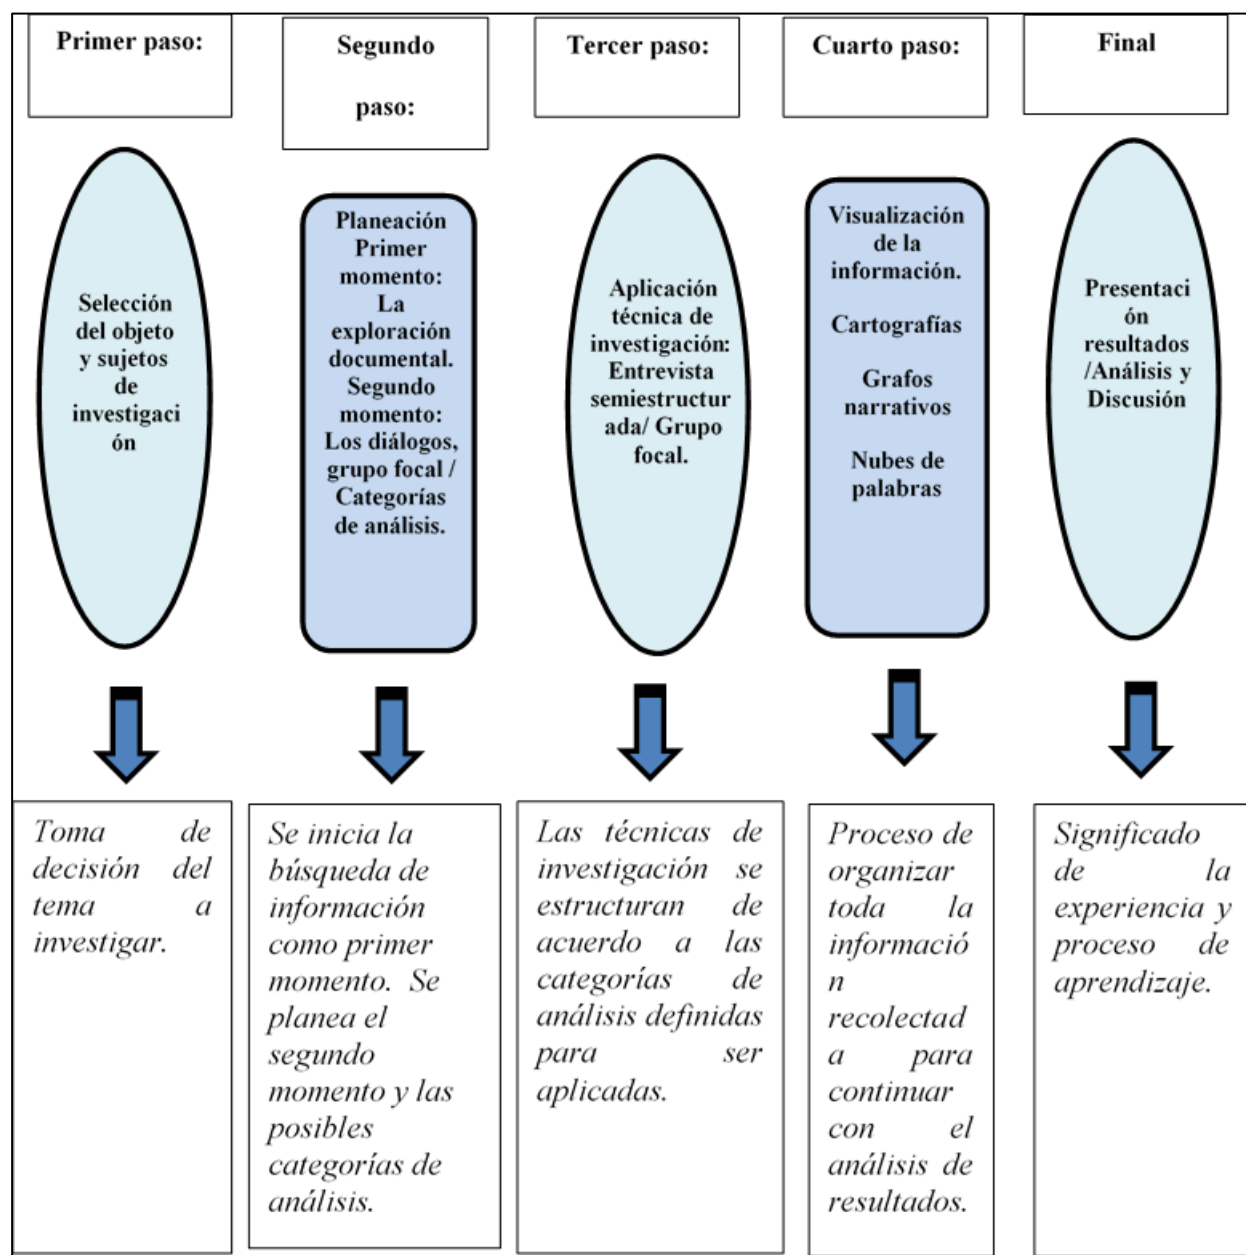 Primer paso:
Segundo
paso:
Tercer paso:
Cuarto paso:
Final
Selección
del objeto
y sujetos
de
investigaci
ón
Planeación
Primer
momento:
La
exploración
documental.
Segundo
momento:
Los diálogos,
grupo focal /
Categorías
de análisis.
Aplicación
técnica de
investigación:
Entrevista
semiestructur
ada/ Grupo
focal.
Visualización
de la
información.
Cartografías
Grafos
narrativos
Nubes de
palabras
Presentaci
ón
resultados
/Análisis y
Discusión
Toma de
decisión del
tema a
investigar.
Se inicia la
búsqueda de
información
como primer
momento. Se
planea el
segundo
momento y las
posibles
categorías de
análisis.
Las técnicas de
investigación se
estructuran de
acuerdo a las
categorías de
análisis definidas
para ser
aplicadas.
Proceso de
organizar
toda la
informació
n
recolectad
a para
continuar
con el
análisis de
resultados.
Significado
de la
experiencia y
proceso de
aprendizaje.